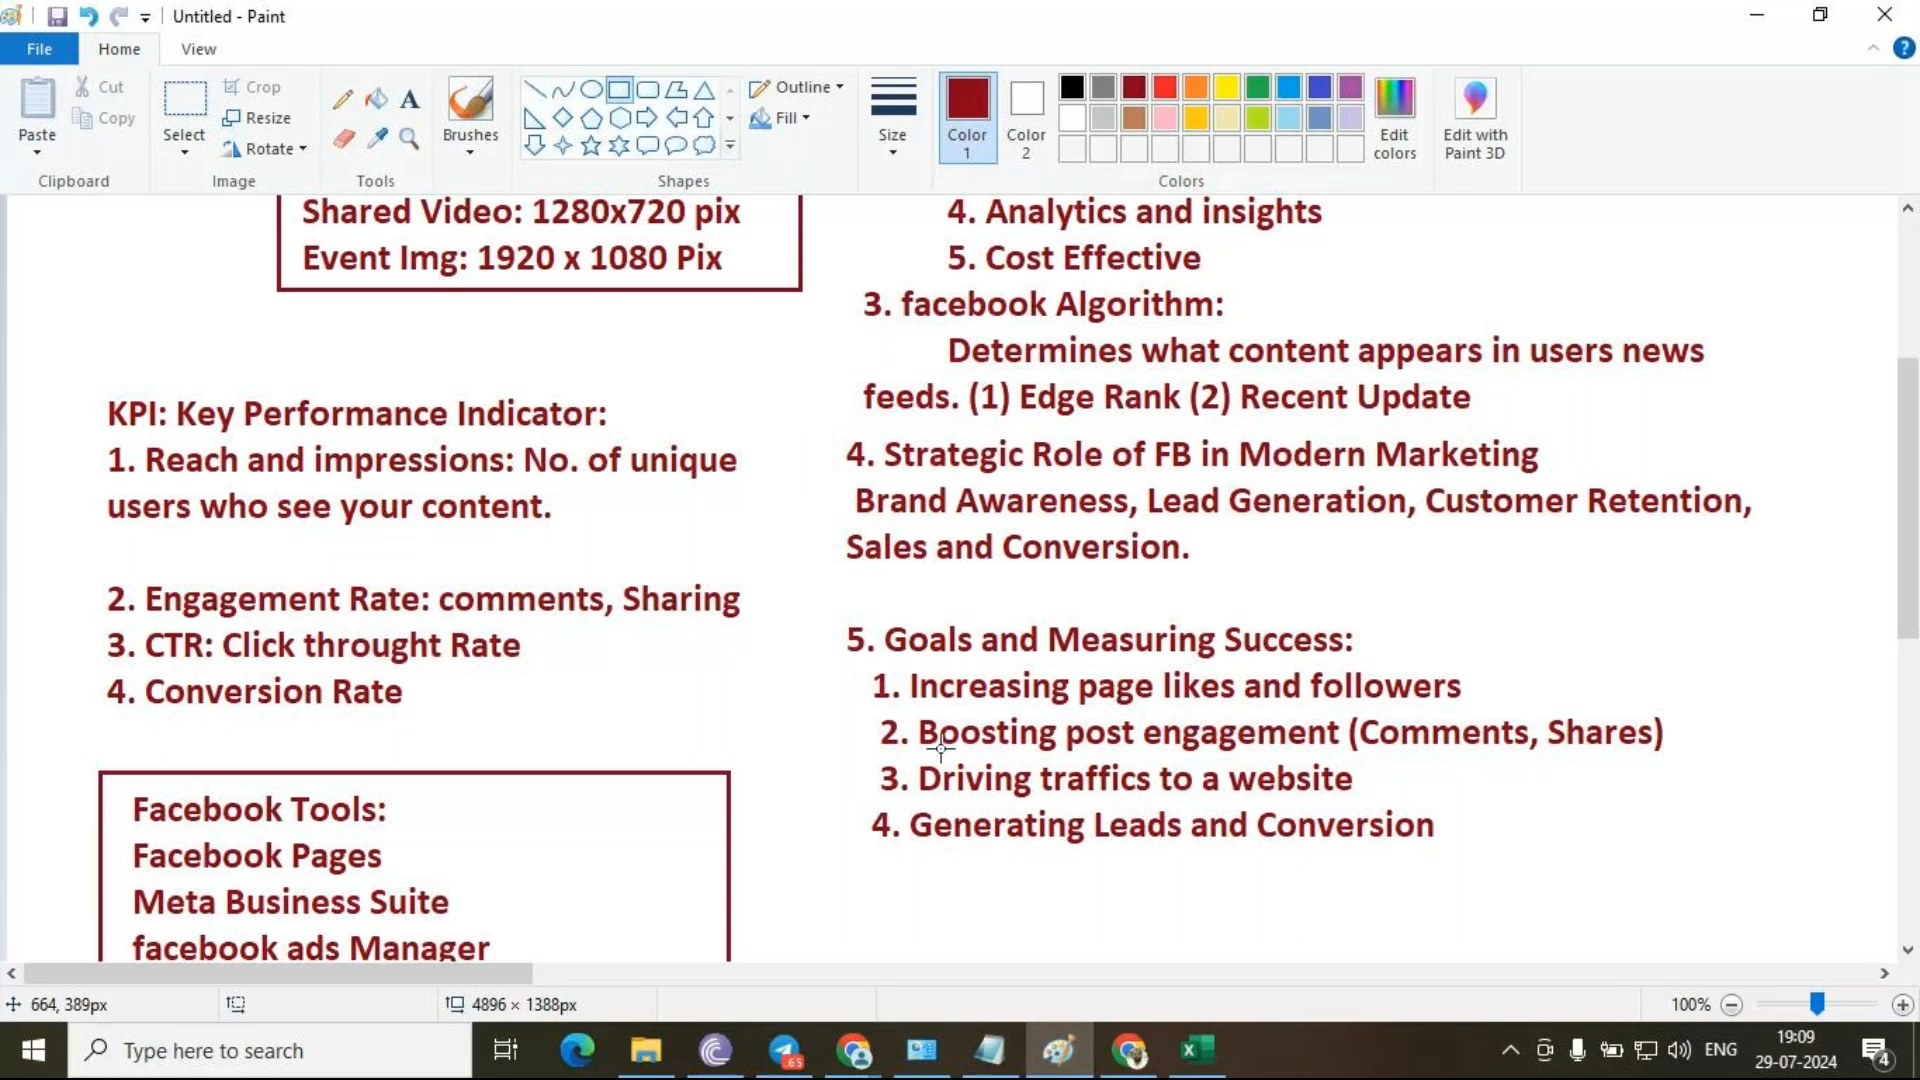 Untitled - Paint
File
Home
View
Paste
Cut
Copy
Clipboard
Select
Crop
Resize
Rotate
Image
A
Tools
Brushes
Shapes
Outline
Fill
Size
Color
1
Color
2
Edit
colors
Colors
Edit with
Paint 3D
?
Shared Video: 1280x720 pix
Event Img: 1920 x 1080 Pix
KPI: Key Performance Indicator:
1. Reach and impressions: No. of unique
users who see your content.
2. Engagement Rate: comments, Sharing
3. CTR: Click throught Rate
4. Conversion Rate
Facebook Tools:
Facebook Pages
Meta Business Suite
facebook ads Manager
4. Analytics and insights
5. Cost Effective
3. facebook Algorithm:
Determines what content appears in users news
feeds. (1) Edge Rank (2) Recent Update
4. Strategic Role of FB in Modern Marketing
Brand Awareness, Lead Generation, Customer Retention,
Sales and Conversion.
5. Goals and Measuring Success:
1. Increasing page likes and followers
2. Boosting post engagement (Comments, Shares)
3. Driving traffics to a website
4. Generating Leads and Conversion
664, 389px
4896 × 1388px
100%
Type here to search
65
X
ENG
19:09
29-07-2024
4